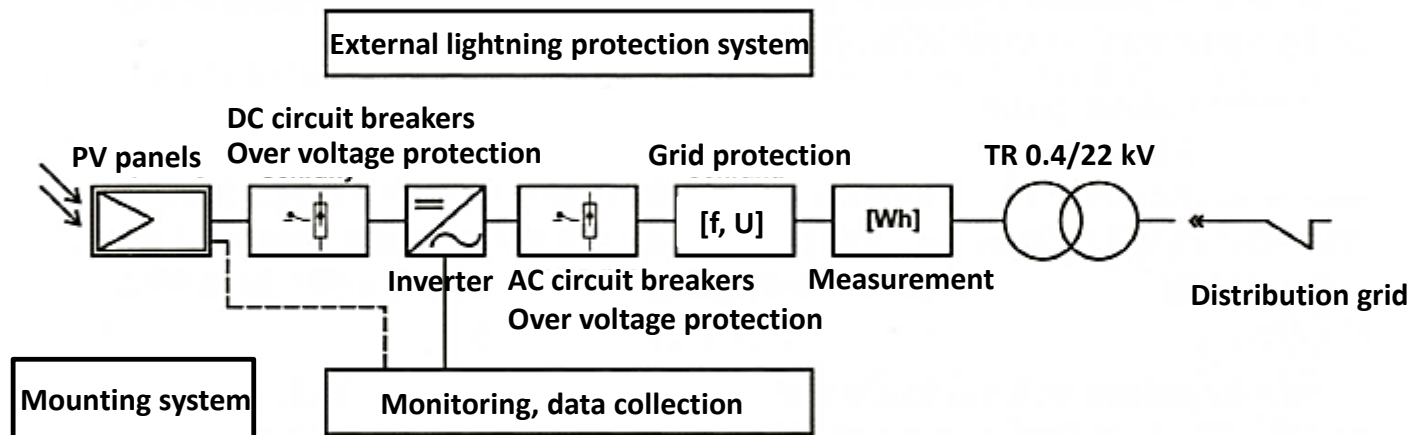 External lightning protection system
DC circuit breakers
Over voltage protection
PV panels
Grid protection
TR 0.4/22 kV
[f, U]
[Wh]
Inverter
AC circuit breakers
Over voltage protection
Measurement
Distribution grid
Mounting system
Monitoring, data collection